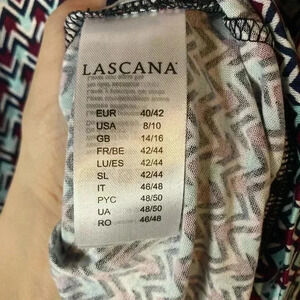 LASCANA
EUR 40/42
USA 8/10
GB 14/16
FR/BE 42/44
LU/ES 42/44
SL 42/44
IT 46/48
РУС 48/50
UA 48/50
RO 46/48